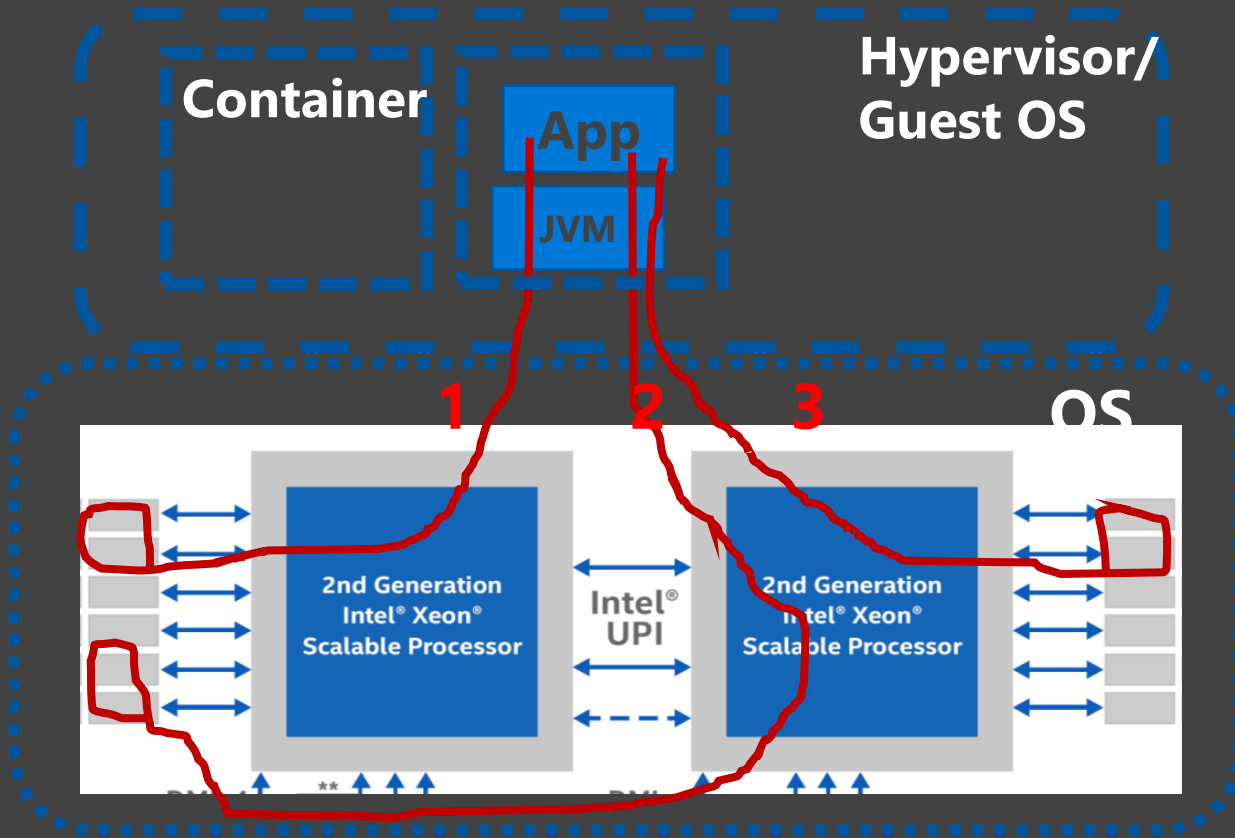 Container
Hypervisor/
Guest OS
App
JVM
1
2
3
OS
2nd Generation
Intel® Xeon®
Scalable Processor
Intel®
UPI
2nd Generation
Intel® Xeon®
Scalable Processor
**